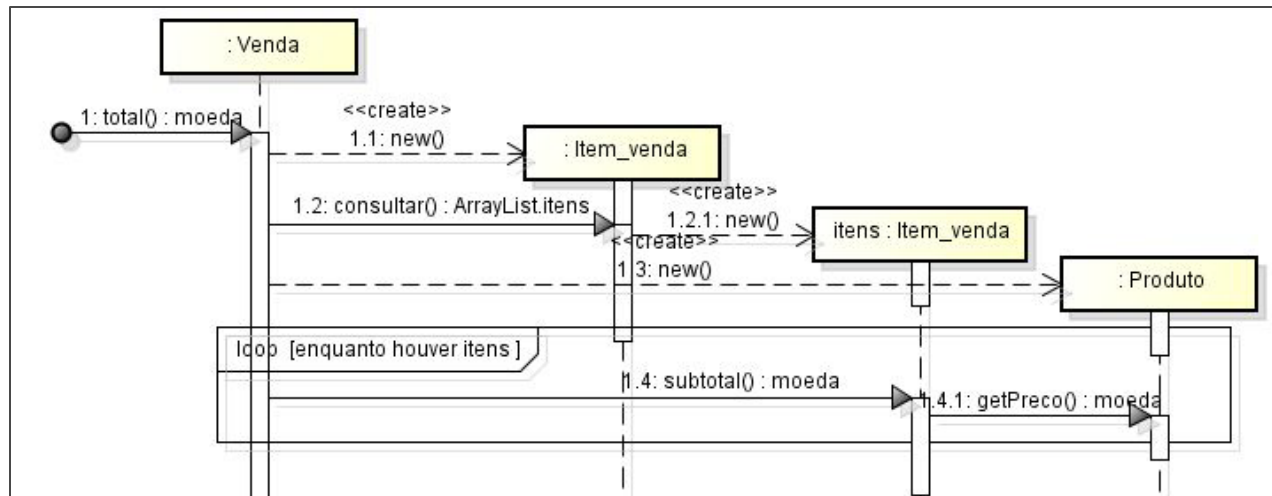 : Venda
1: total() : moeda
<<create>>
1.1: new()
: Item_venda
1.2: consultar() : ArrayList.itens
<<create>>
1.2.1: new()
itens : Item_venda
<<create>>
1.3: new()
: Produto
loop [enquanto houver itens ]
1.4: subtotal() : moeda
1.4.1: getPreco() : moeda